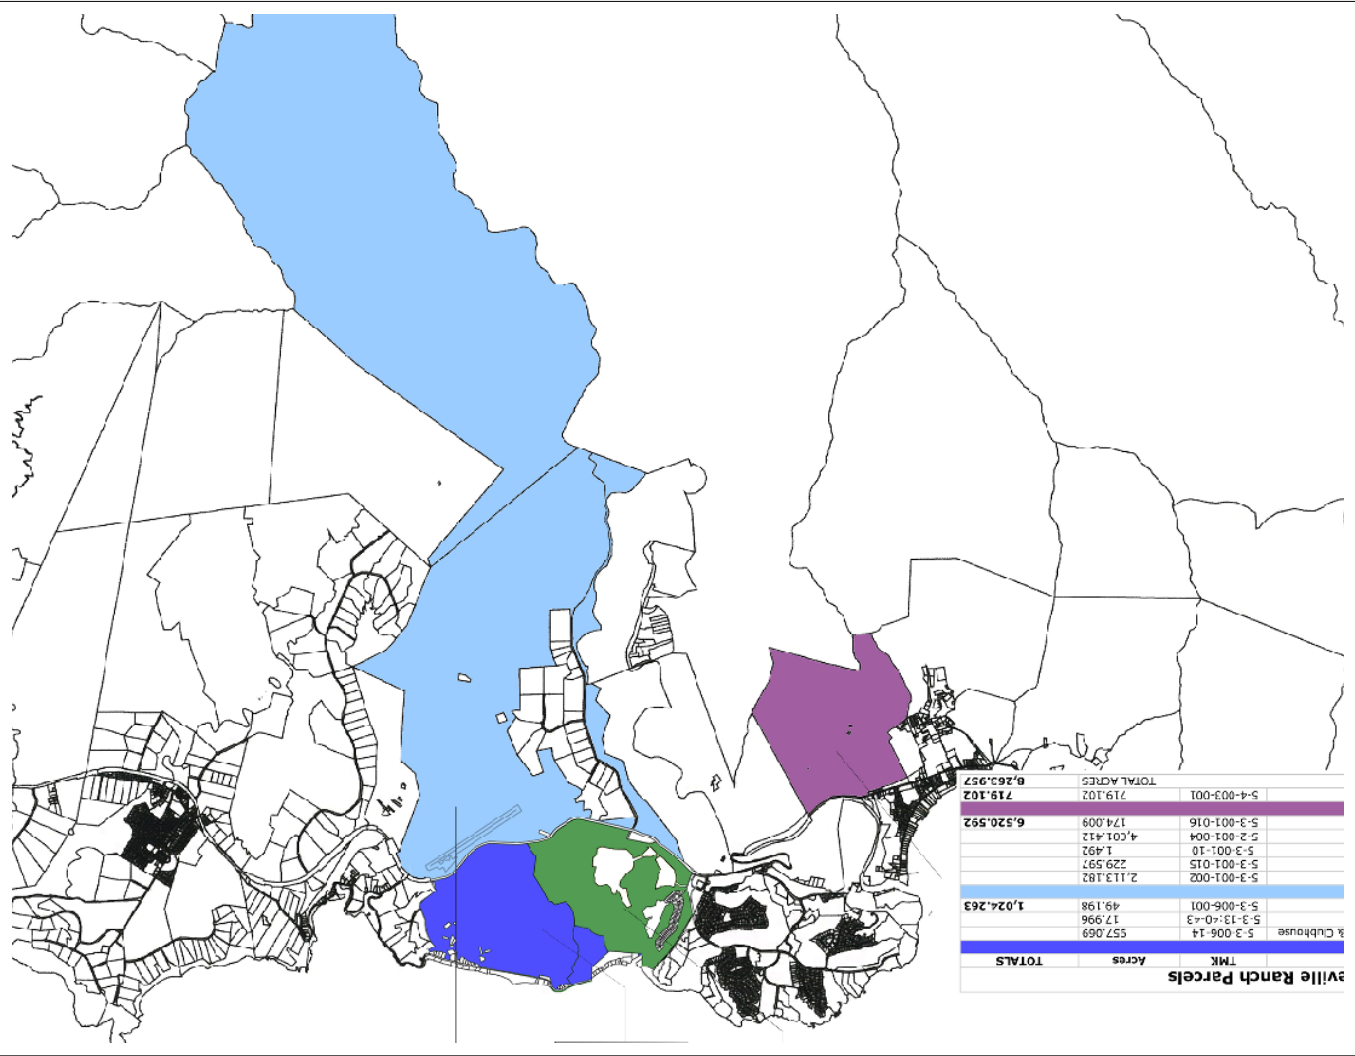 eville Ranch Parcels
TMK Acres TOTALS
& Clubhouse 5-3-006-14 957.069
5-3-13:40-43 17.996
5-3-006-001 49.198 1,024.263
5-3-001-002 2,113.182
5-3-001-015 229.597
5-3-001:10 1.492
5-2-001-004 4,001.412
5-3-001-016 174.009 6,520.592
5-4-003-001 719.102 719.102
TOTAL ACRES 8,263.957